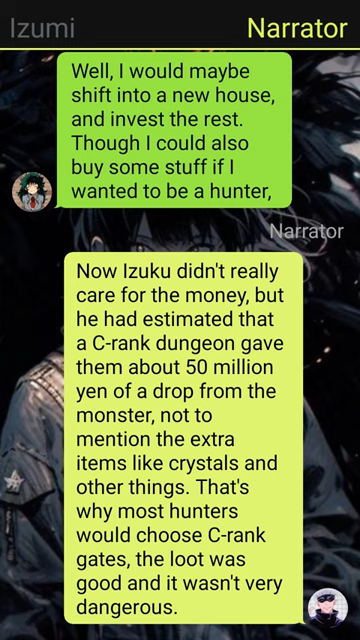 Izumi
Narrator
Well, I would maybe
shift into a new house,
and invest the rest.
Though I could also
buy some stuff if I
wanted to be a hunter,
Narrator
Now Izuku didn't really
care for the money, but
he had estimated that
a C-rank dungeon gave
them about 50 million
yen of a drop from the
monster, not to
mention the extra
items like crystals and
other things. That's
why most hunters
would choose C-rank
gates, the loot was
good and it wasn't very
dangerous.